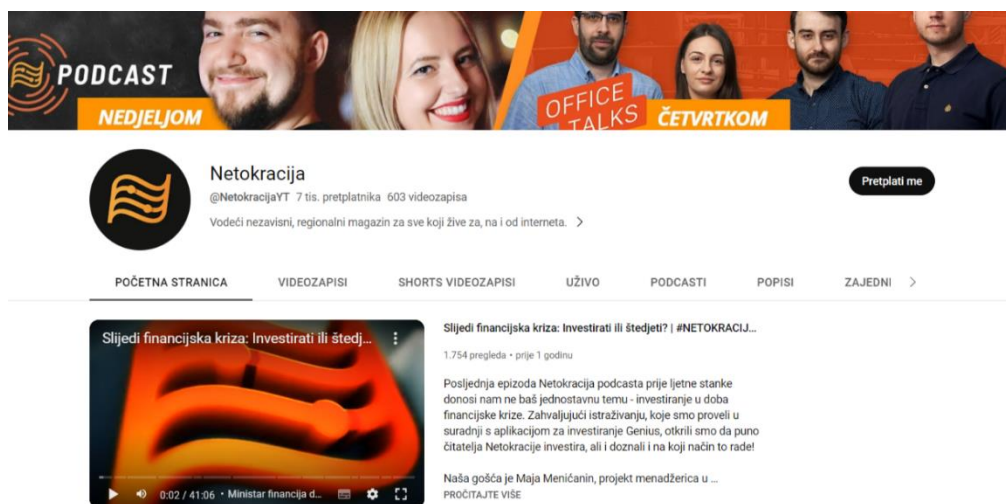 PODCAST
NEDJELJOM
OFFICE
TALKS
ČETVRTKOM
Netokracija
@NetokracijaYT 7 tis. pretplatnika 603 videozapisa
Vodeći nezavisni, regionalni magazin za sve koji žive za, na i od interneta. >
Pretplati me
POČETNA STRANICA VIDEOZAPISI SHORTS VIDEOZAPISI UŽIVO PODCASTI POPISI ZAJEDNI >
Slijedi financijska kriza: Investirati ili štedj...
0:02 / 41:06 • Ministar financija d...
Slijedi financijska kriza: Investirati ili štedjeti? | #NETOKRACIJ...
1.754 pregleda • prije 1 godinu
Posljednja epizoda Netokracija podcasta prije ljetne stanke
donosi nam ne baš jednostavnu temu - investiranje u doba
financijske krize. Zahvaljujući istraživanju, koje smo proveli u
suradnji s aplikacijom za investiranje Genius, otkrili smo da puno
čitatelja Netokracije investira, ali i doznali i na koji način to rade!
Naša gošća je Maja Menićanin, projekt menadžerica u ...
PROČITAJTE VIŠE